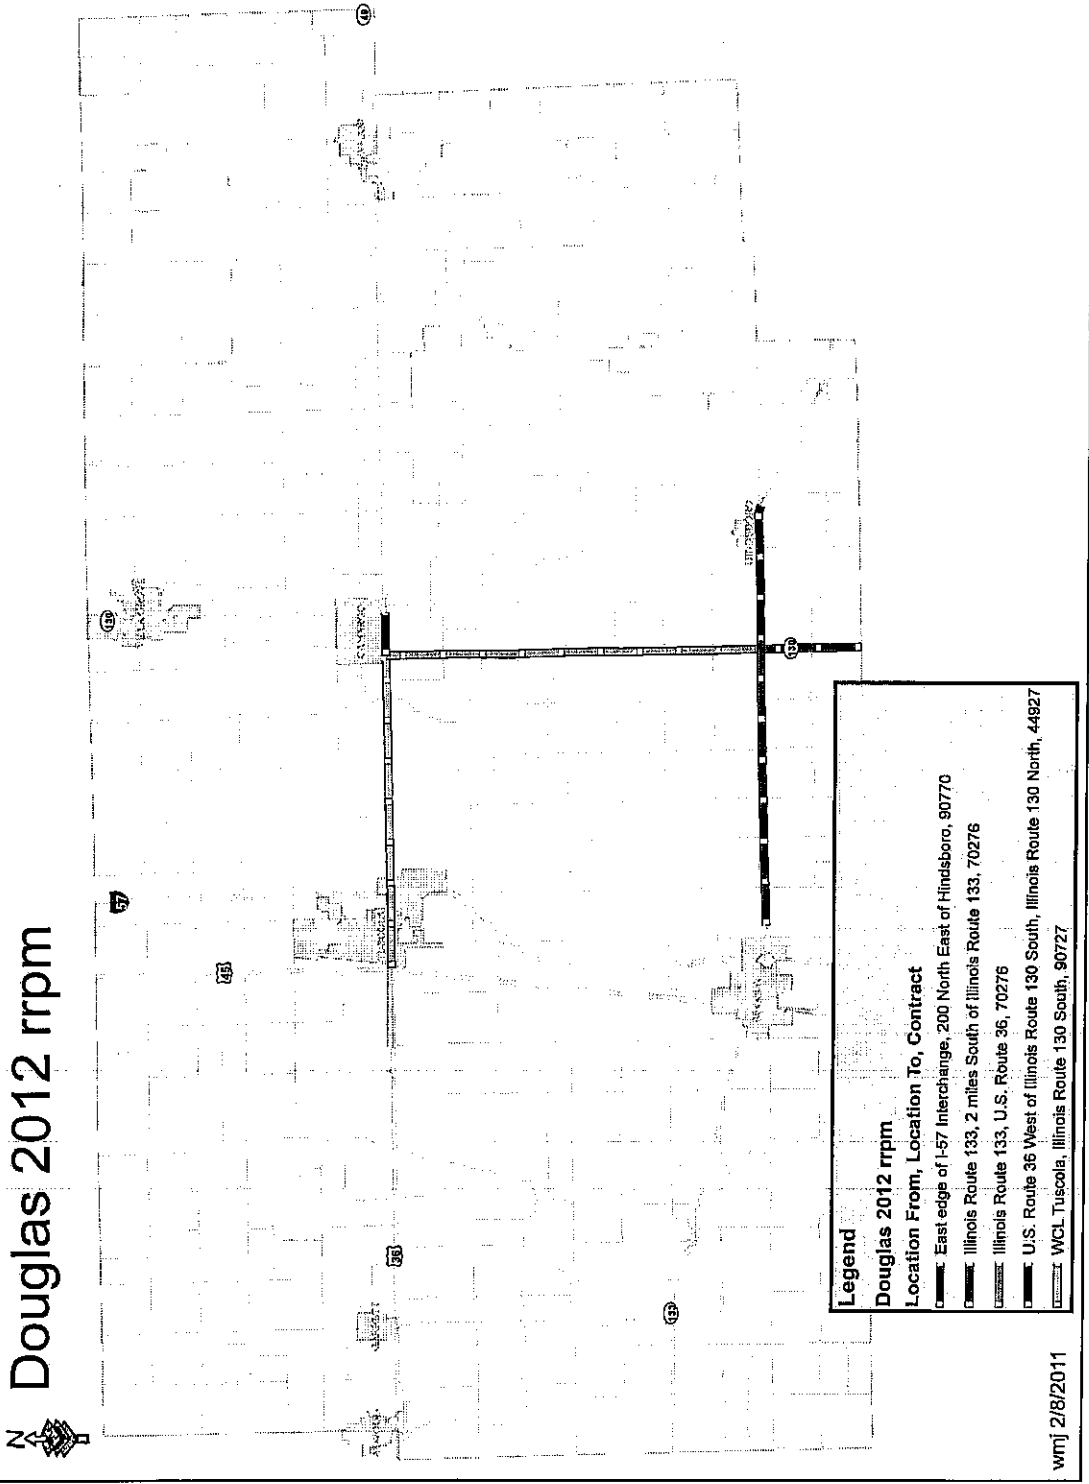 Douglas 2012 rrpm
N
57
45
130
49
36
133
130
Legend
Douglas 2012 rrpm
Location From, Location To, Contract
East edge of I-57 Interchange, 200 North East of Hindsboro, 90770
Illinois Route 133, 2 miles South of Illinois Route 133, 70276
Illinois Route 133, U.S. Route 36, 70276
U.S. Route 36 West of Illinois Route 130 South, Illinois Route 130 North, 44927
WCL Tuscola, Illinois Route 130 South, 90727
wmj 2/8/2011